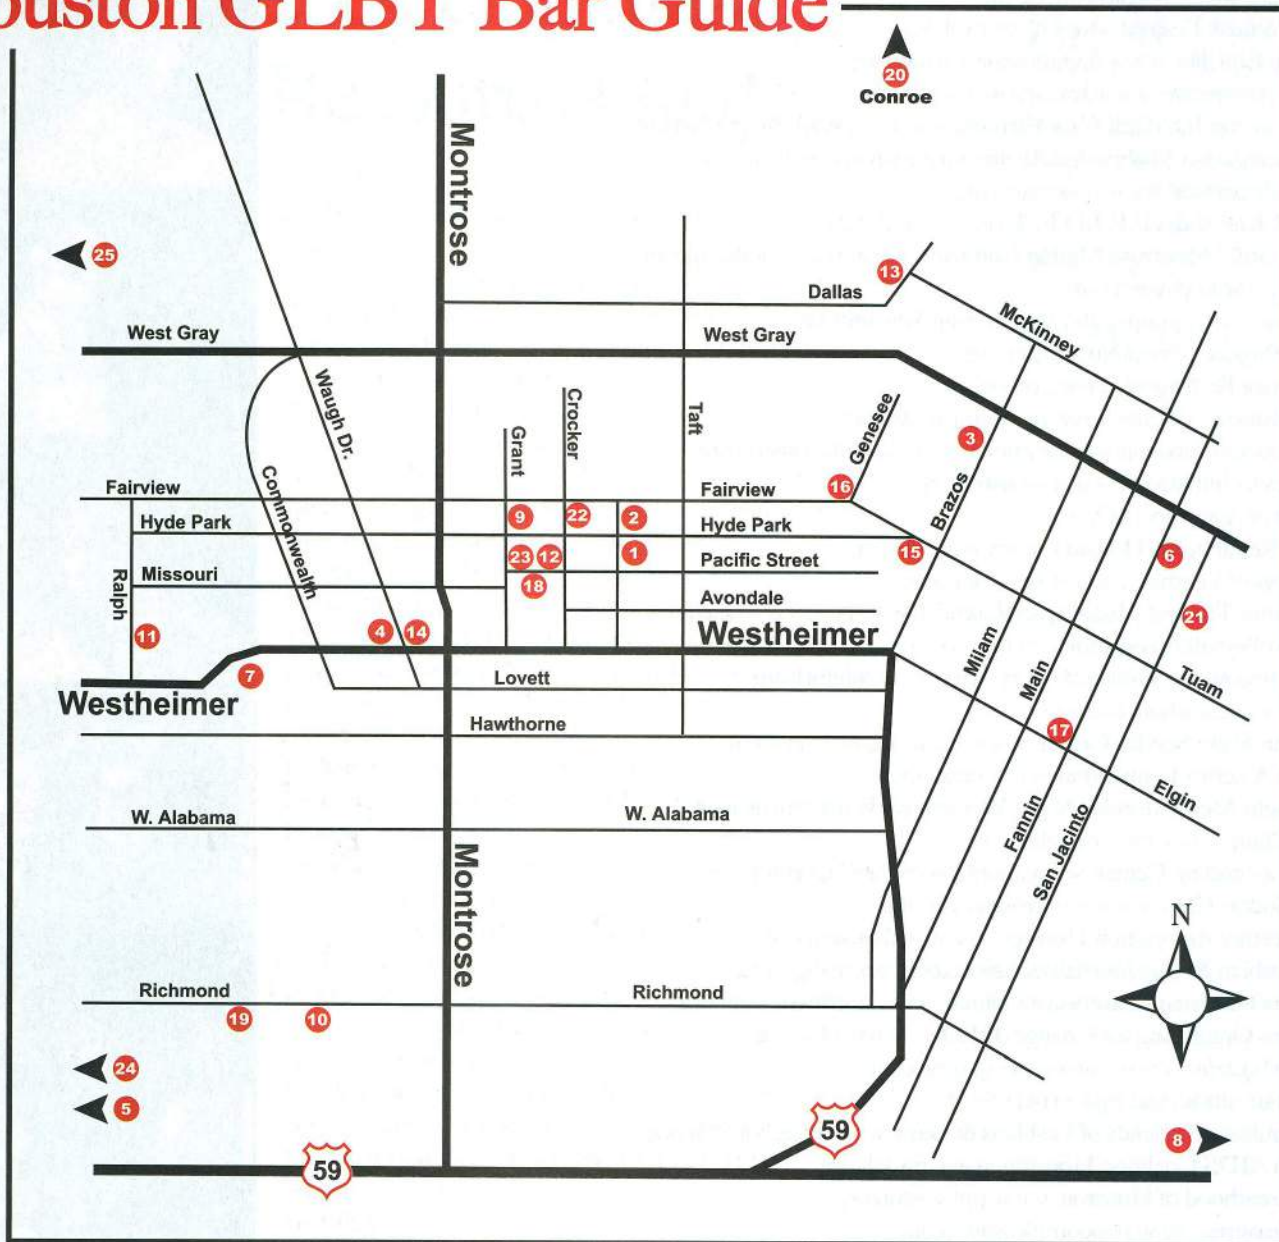 ouston GLBT Bar Guide
20
Conroe
Montrose
25
13
Dallas
McKinney
West Gray
West Gray
Waugh Dr.
Crocker
Grant
Taft
Genesee
3
Brazos
Commonwealth
Fairview
Fairview
16
9
22
2
Hyde Park
Hyde Park
15
6
23
12
1
Pacific Street
Missouri
18
Ralph
Avondale
21
11
4
14
Westheimer
Milam
Main
Tuam
7
Lovett
Westheimer
Hawthorne
17
Elgin
W. Alabama
W. Alabama
Fannin
San Jacinto
Montrose
N
Richmond
Richmond
19
10
24
5
59
59
8